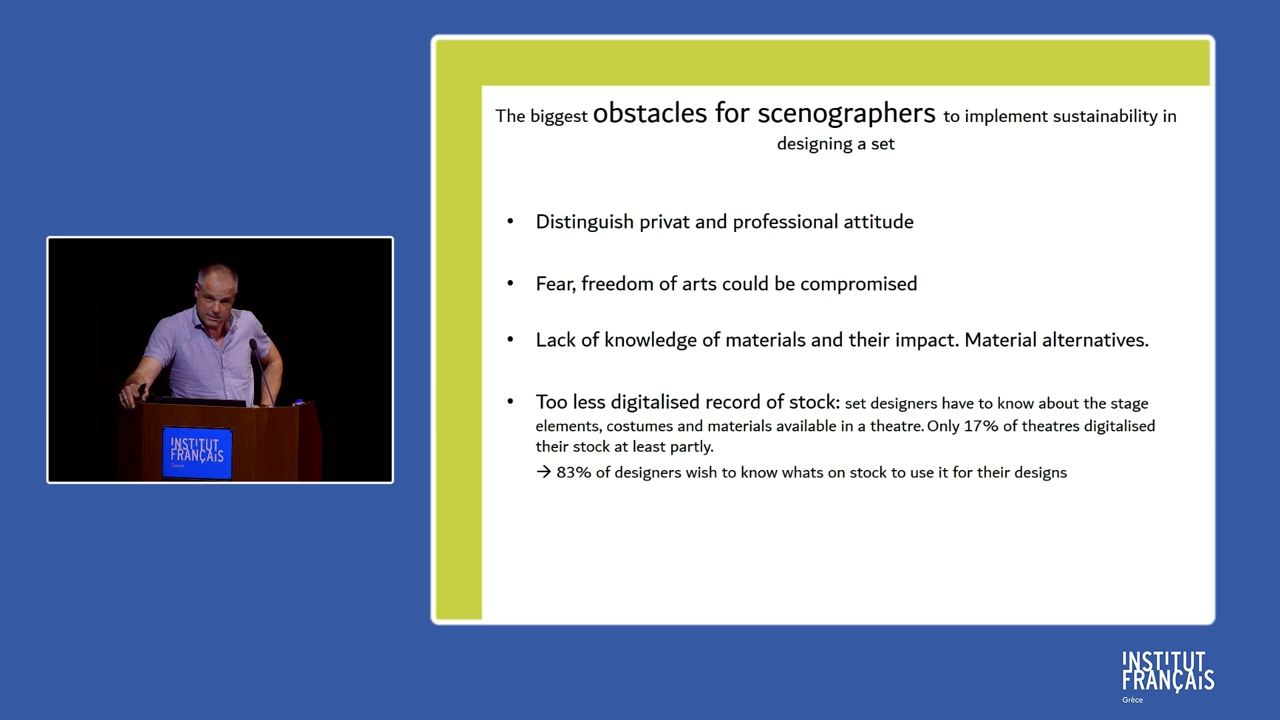 The biggest obstacles for scenographers to implement sustainability in
designing a set
• Distinguish privat and professional attitude
• Fear, freedom of arts could be compromised
• Lack of knowledge of materials and their impact. Material alternatives.
• Too less digitalised record of stock: set designers have to know about the stage
elements, costumes and materials available in a theatre. Only 17% of theatres digitalised
their stock at least partly.
→ 83% of designers wish to know whats on stock to use it for their designs
INSTITUT
FRANÇAIS
Grèce
INSTITUT
FRANÇAIS
Grèce